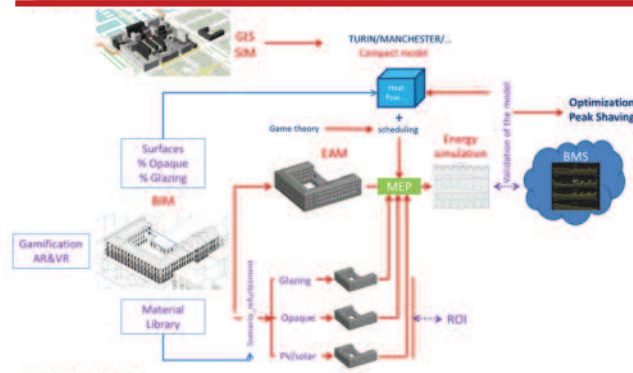 GIS
SIM
TURIN/MANCHESTER/...
Compact model
Heat
flow...
+
Game theory
scheduling
Energy
simulation
Validation of the model
Optimization
Peak Shaving
BMS
Surfaces
% Opaque
% Glazing
EAM
MEP
BIM
Gamification
AR&VR
Material
Library
Scenario_refurbishment
Glazing
Opaque
PV/solar
ROI